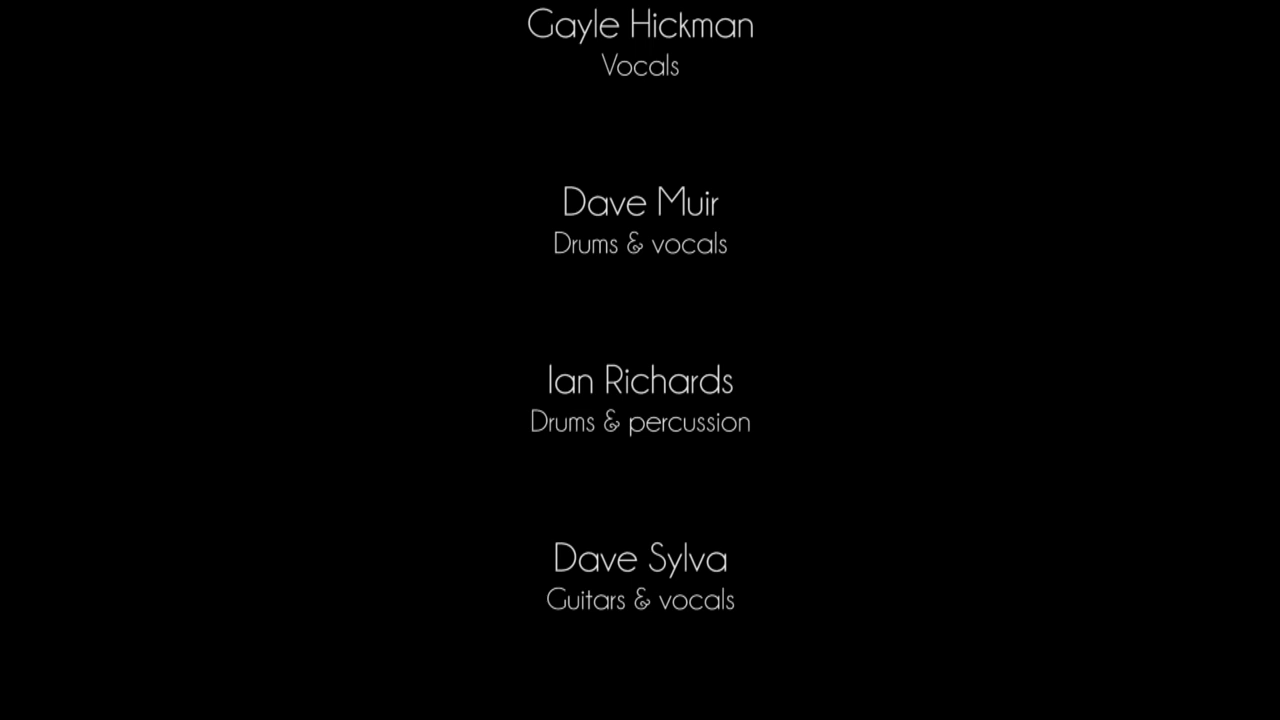 Gayle Hickman
Vocals
Dave Muir
Drums & vocals
Ian Richards
Drums & percussion
Dave Sylva
Guitars & vocals